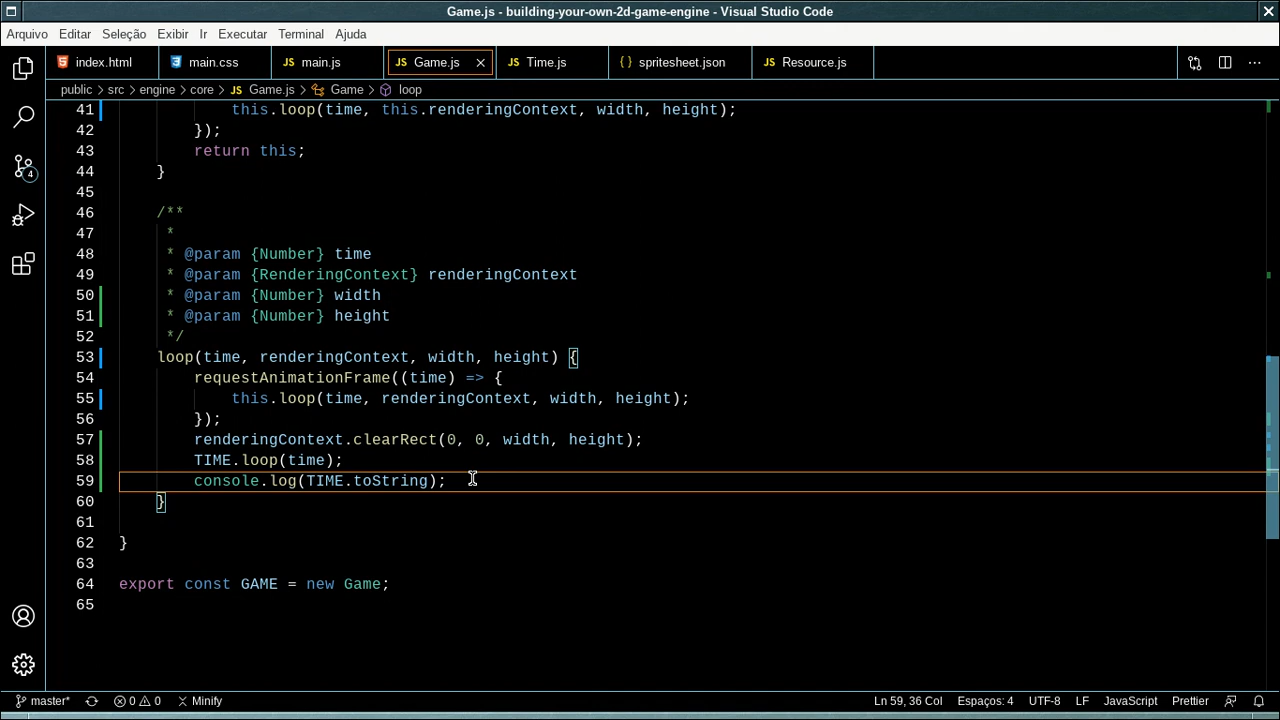 Game.js - building-your-own-2d-game-engine - Visual Studio Code
Arquivo Editar Seleção Exibir Ir Executar Terminal Ajuda
index.html main.css JS main.js JS Game.js JS Time.js {} spritesheet.json JS Resource.js
public > src > engine > core > JS Game.js > Game > loop
41 this.loop(time, this.renderingContext, width, height);
42 });
43 return this;
44 }
45
46 /**
47 *
48 * @param {Number} time
49 * @param {RenderingContext} renderingContext
50 * @param {Number} width
51 * @param {Number} height
52 */
53 loop(time, renderingContext, width, height) {
54 requestAnimationFrame((time) => {
55 this.loop(time, renderingContext, width, height);
56 });
57 renderingContext.clearRect(0, 0, width, height);
58 TIME.loop(time);
59 console.log(TIME.toString);
60 }
61
62 }
63
64 export const GAME = new Game;
65
4
master* 0 0 Minify Ln 59, 36 Col Espaços: 4 UTF-8 LF JavaScript Prettier